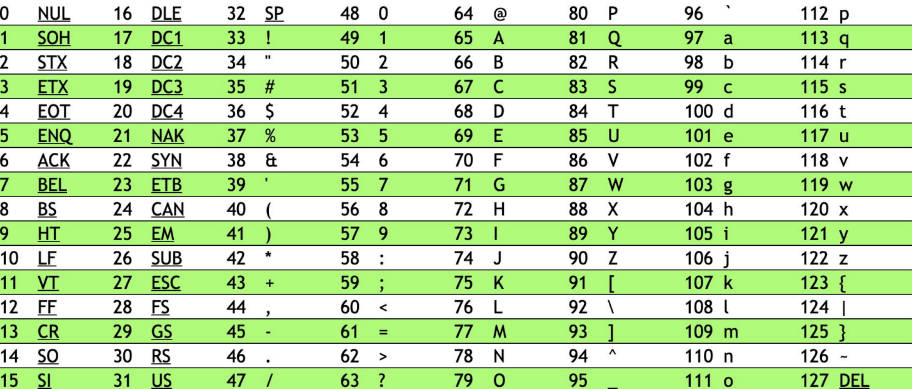 0 NUL 16 DLE 32 SP 48 0 64 @ 80 P 96 ` 112 p
1 SOH 17 DC1 33 ! 49 1 65 A 81 Q 97 a 113 q
2 STX 18 DC2 34 " 50 2 66 B 82 R 98 b 114 r
3 ETX 19 DC3 35 # 51 3 67 C 83 S 99 c 115 s
4 EOT 20 DC4 36 $ 52 4 68 D 84 T 100 d 116 t
5 ENQ 21 NAK 37 % 53 5 69 E 85 U 101 e 117 u
6 ACK 22 SYN 38 & 54 6 70 F 86 V 102 f 118 v
7 BEL 23 ETB 39 ' 55 7 71 G 87 W 103 g 119 w
8 BS 24 CAN 40 ( 56 8 72 H 88 X 104 h 120 x
9 HT 25 EM 41 ) 57 9 73 I 89 Y 105 i 121 y
10 LF 26 SUB 42 * 58 : 74 J 90 Z 106 j 122 z
11 VT 27 ESC 43 + 59 ; 75 K 91 [ 107 k 123 {
12 FF 28 FS 44 , 60 < 76 L 92 \ 108 l 124 |
13 CR 29 GS 45 - 61 = 77 M 93 ] 109 m 125 }
14 SO 30 RS 46 . 62 > 78 N 94 ^ 110 n 126 ~
15 SI 31 US 47 / 63 ? 79 O 95 _ 111 o 127 DEL